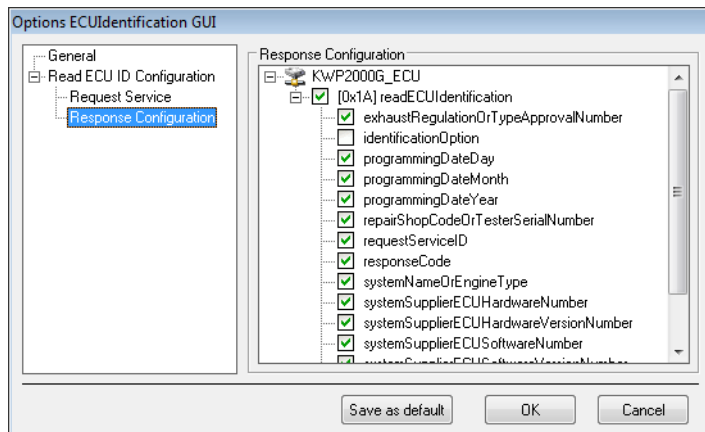 Options ECUIdentification GUI
General
Read ECU ID Configuration
Request Service
Response Configuration
Response Configuration
KWP2000G_ECU
[0x1A] readECUIdentification
exhaustRegulationOrTypeApprovalNumber
identificationOption
programmingDateDay
programmingDateMonth
programmingDateYear
repairShopCodeOrTesterSerialNumber
requestServiceID
responseCode
systemNameOrEngineType
systemSupplierECUHardwareNumber
systemSupplierECUHardwareVersionNumber
systemSupplierECUSoftwareNumber
systemSupplierECUSoftwareVersionNumber
Save as default
OK
Cancel